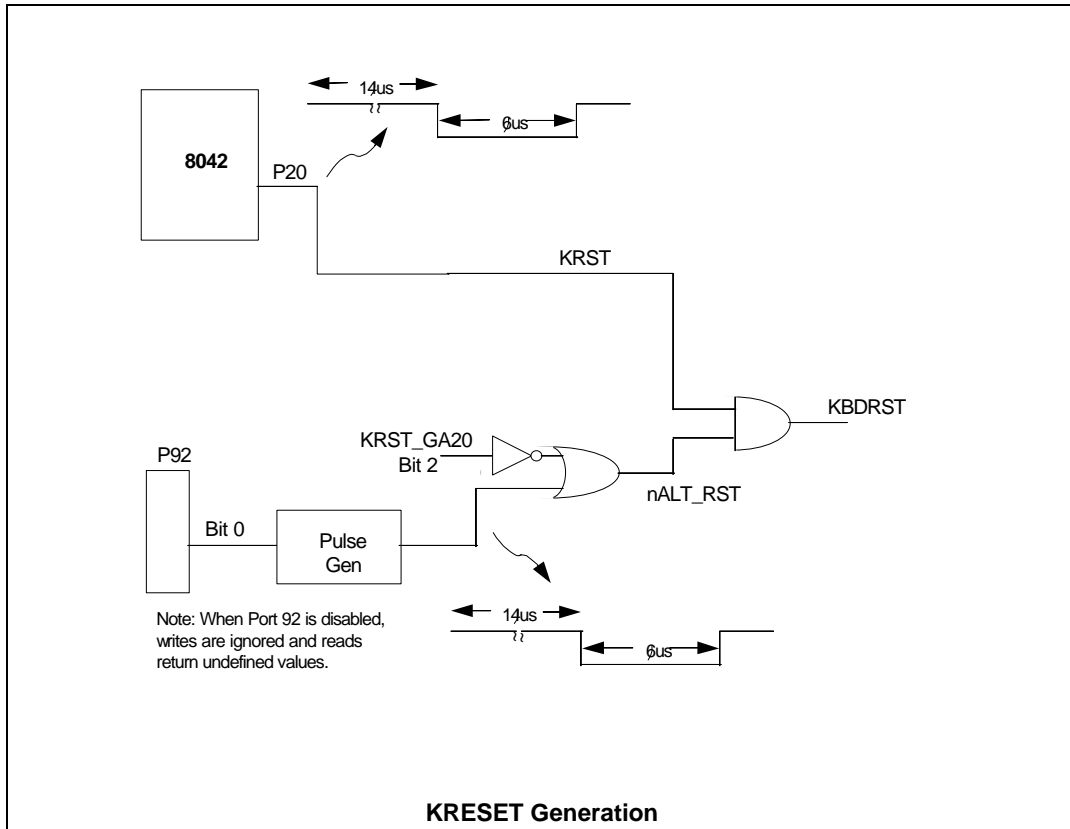 14us
6us
8042
P20
KRST
KBDRST
KRST_GA20
Bit 2
nALT_RST
P92
Bit 0
Pulse
Gen
14us
6us
Note: When Port 92 is disabled,
writes are ignored and reads
return undefined values.
KRESET Generation